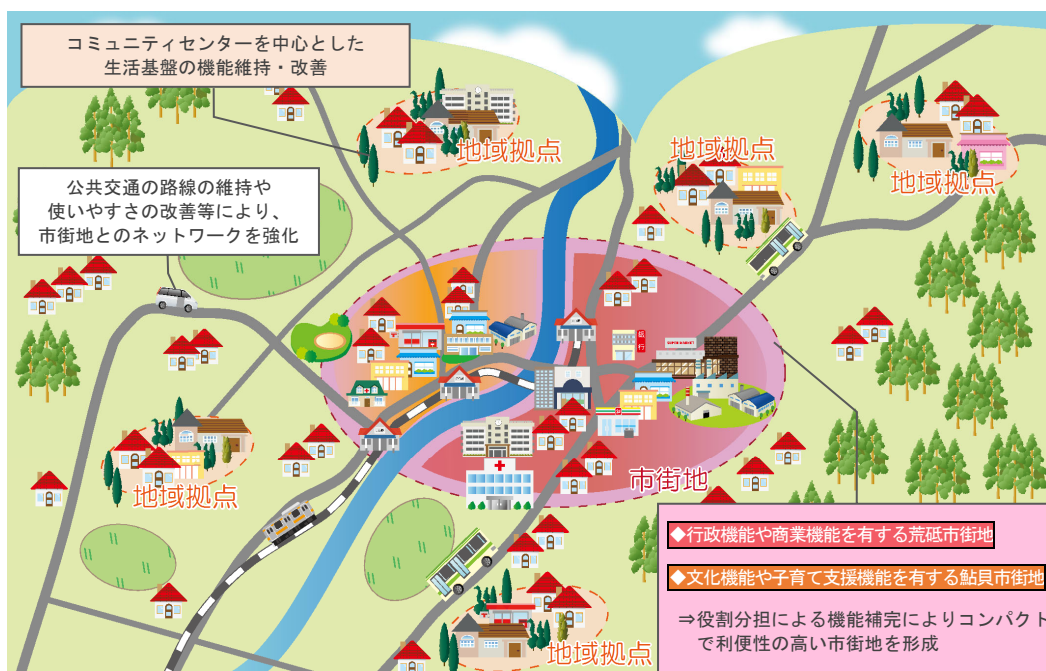 コミュニティセンターを中心とした
生活基盤の機能維持・改善
地域拠点
地域拠点
地域拠点
公共交通の路線の維持や
使いやすさの改善等により、
市街地とのネットワークを強化
銀行
SUPER MARKET
地域拠点
市街地
◆行政機能や商業機能を有する荒砥市街地
◆文化機能や子育て支援機能を有する鮎貝市街地
⇒役割分担による機能補完によりコンパクト
で利便性の高い市街地を形成
地域拠点